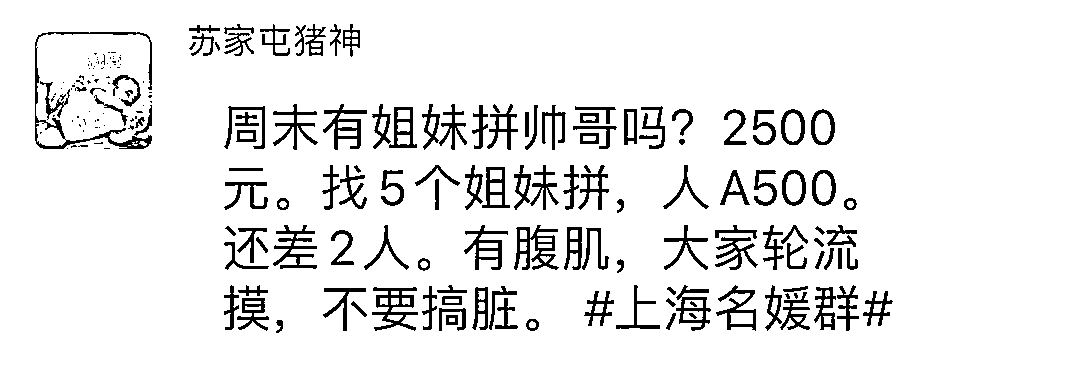 苏家屯猪神
周末有姐妹拼帅哥吗？2500
元。找5个姐妹拼，人A500。
还差2人。有腹肌，大家轮流
摸，不要搞脏。 #上海名媛群#